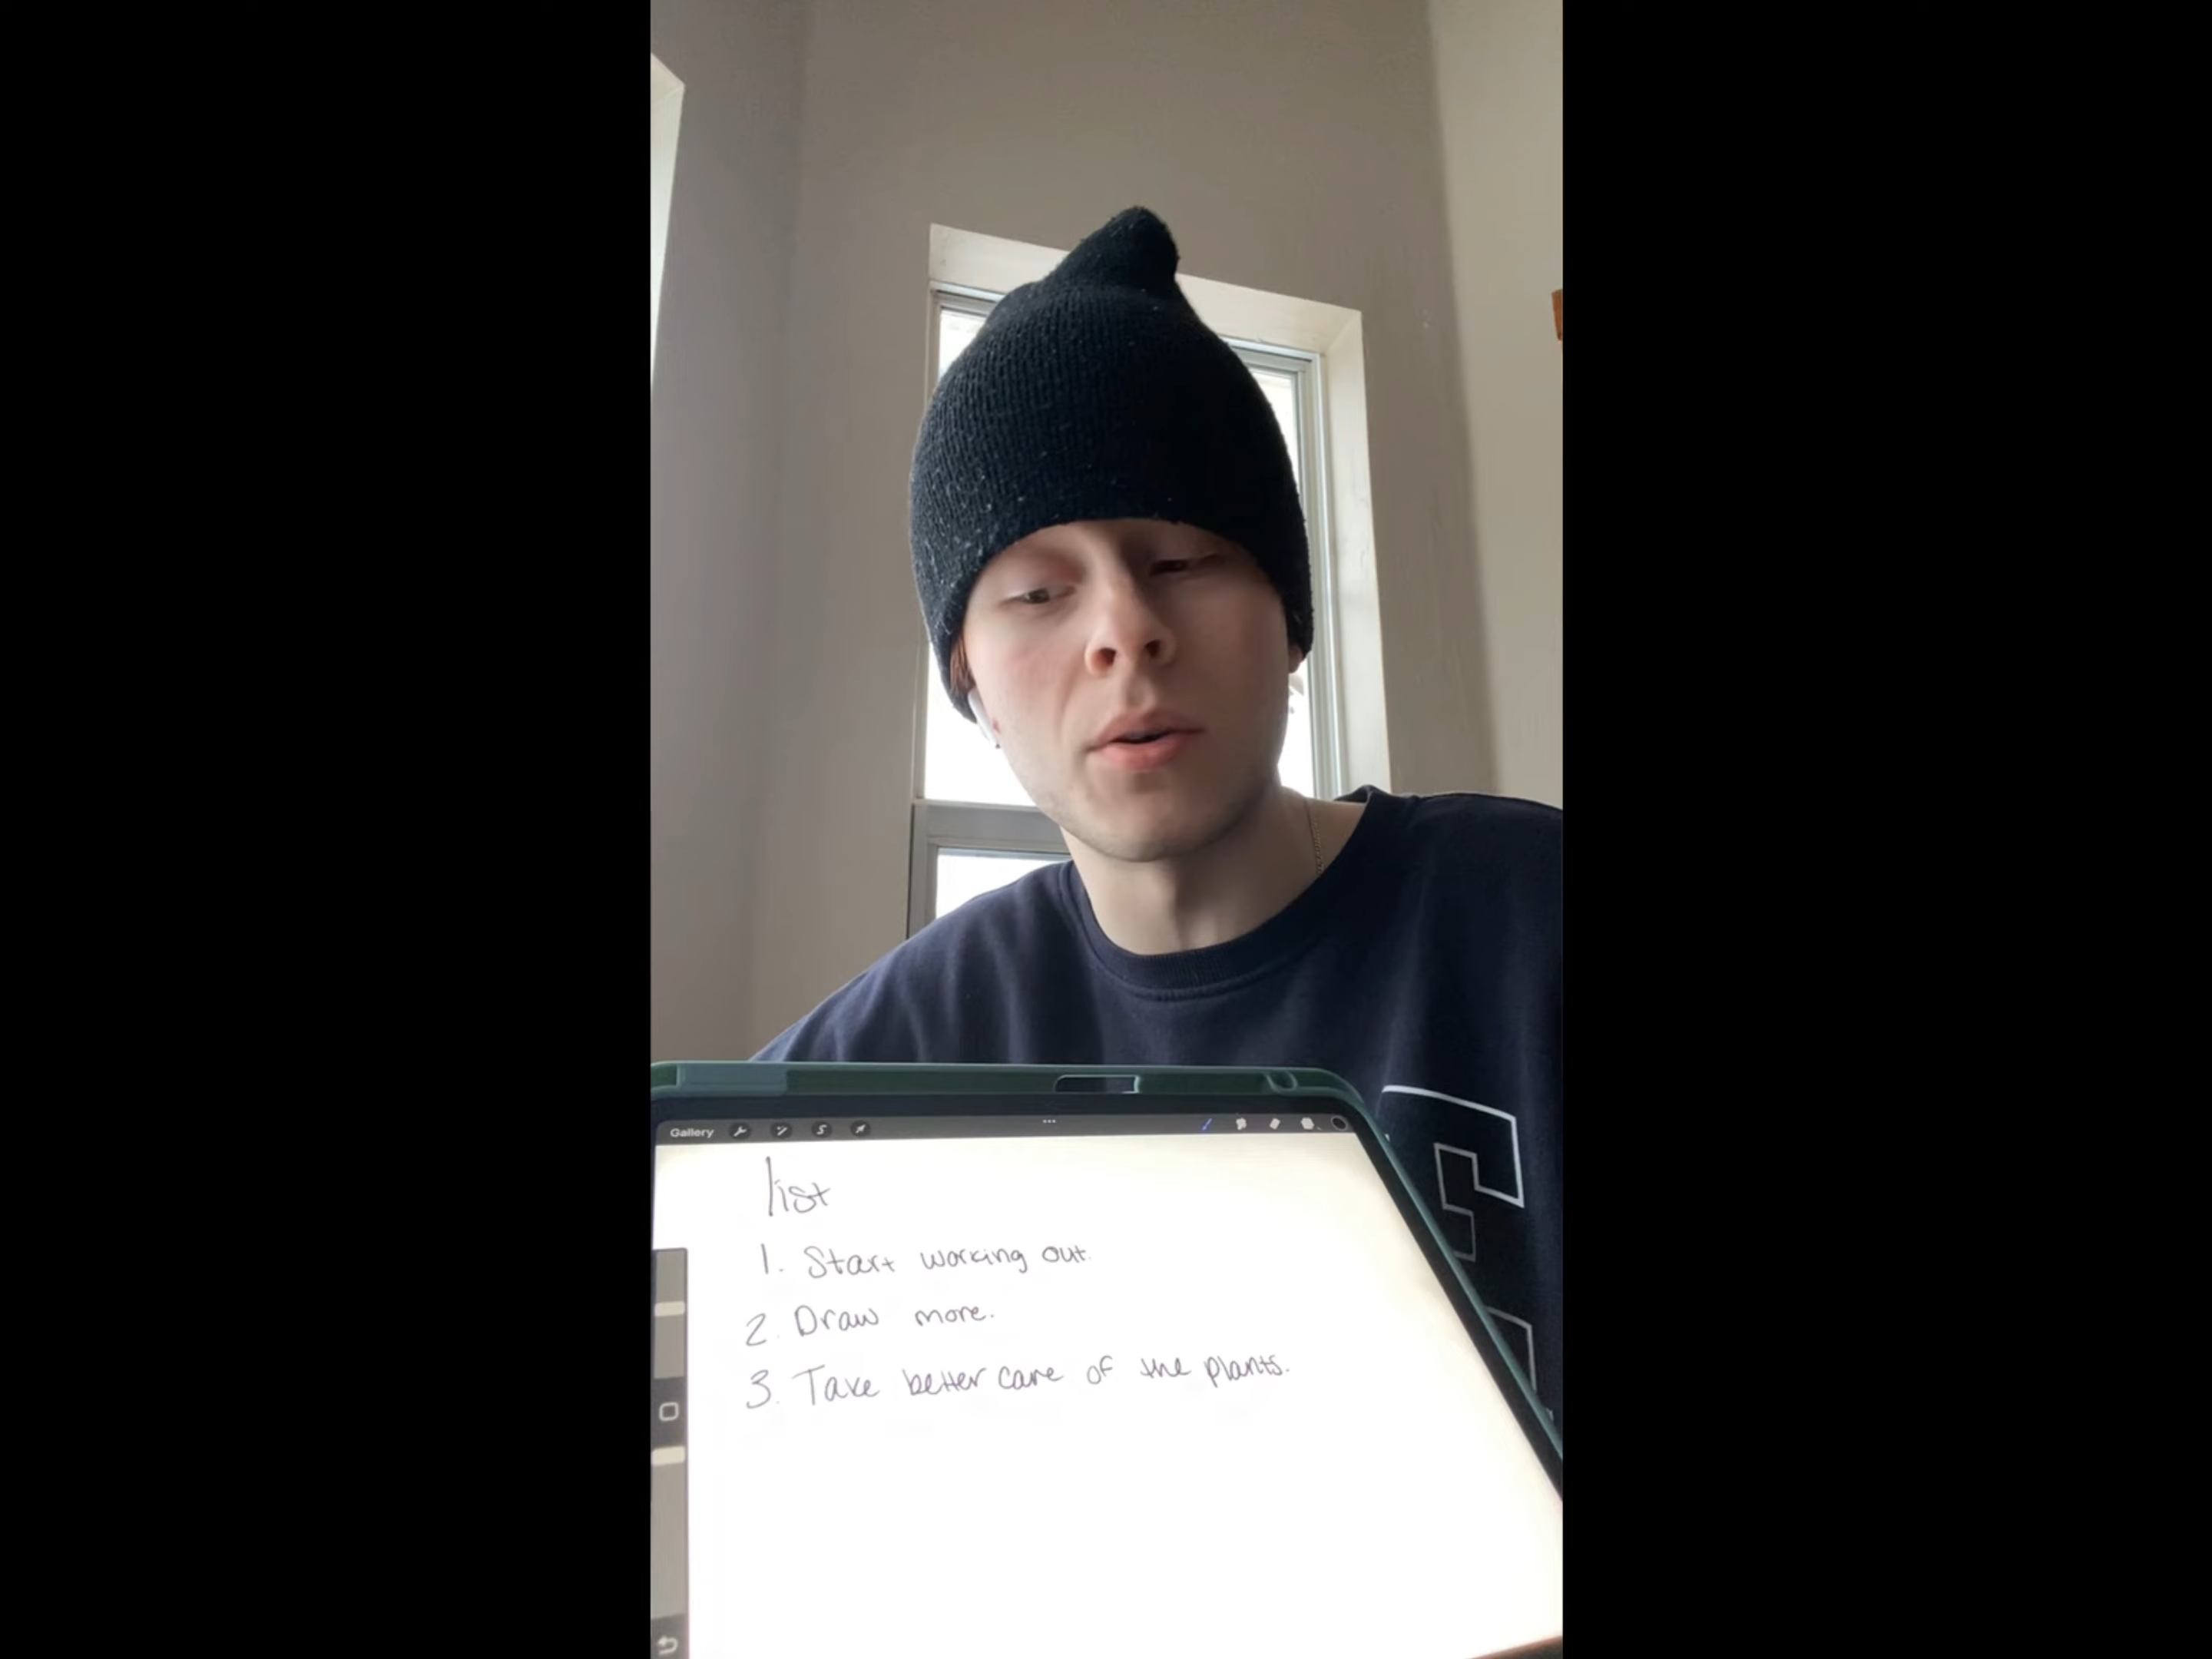 Gallery
list
1. Start working out.
2. Draw more.
3. Take better care of the plants.